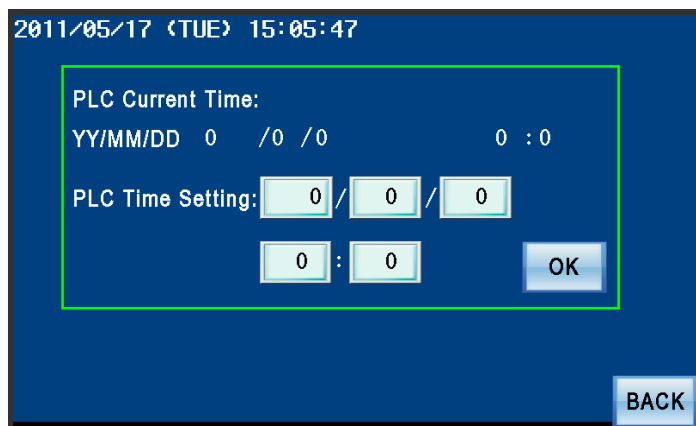 2011/05/17 (TUE) 15:05:47
PLC Current Time:
YY/MM/DD 0 /0 /0 0 :0
PLC Time Setting: 0 / 0 / 0
0 : 0 OK
BACK